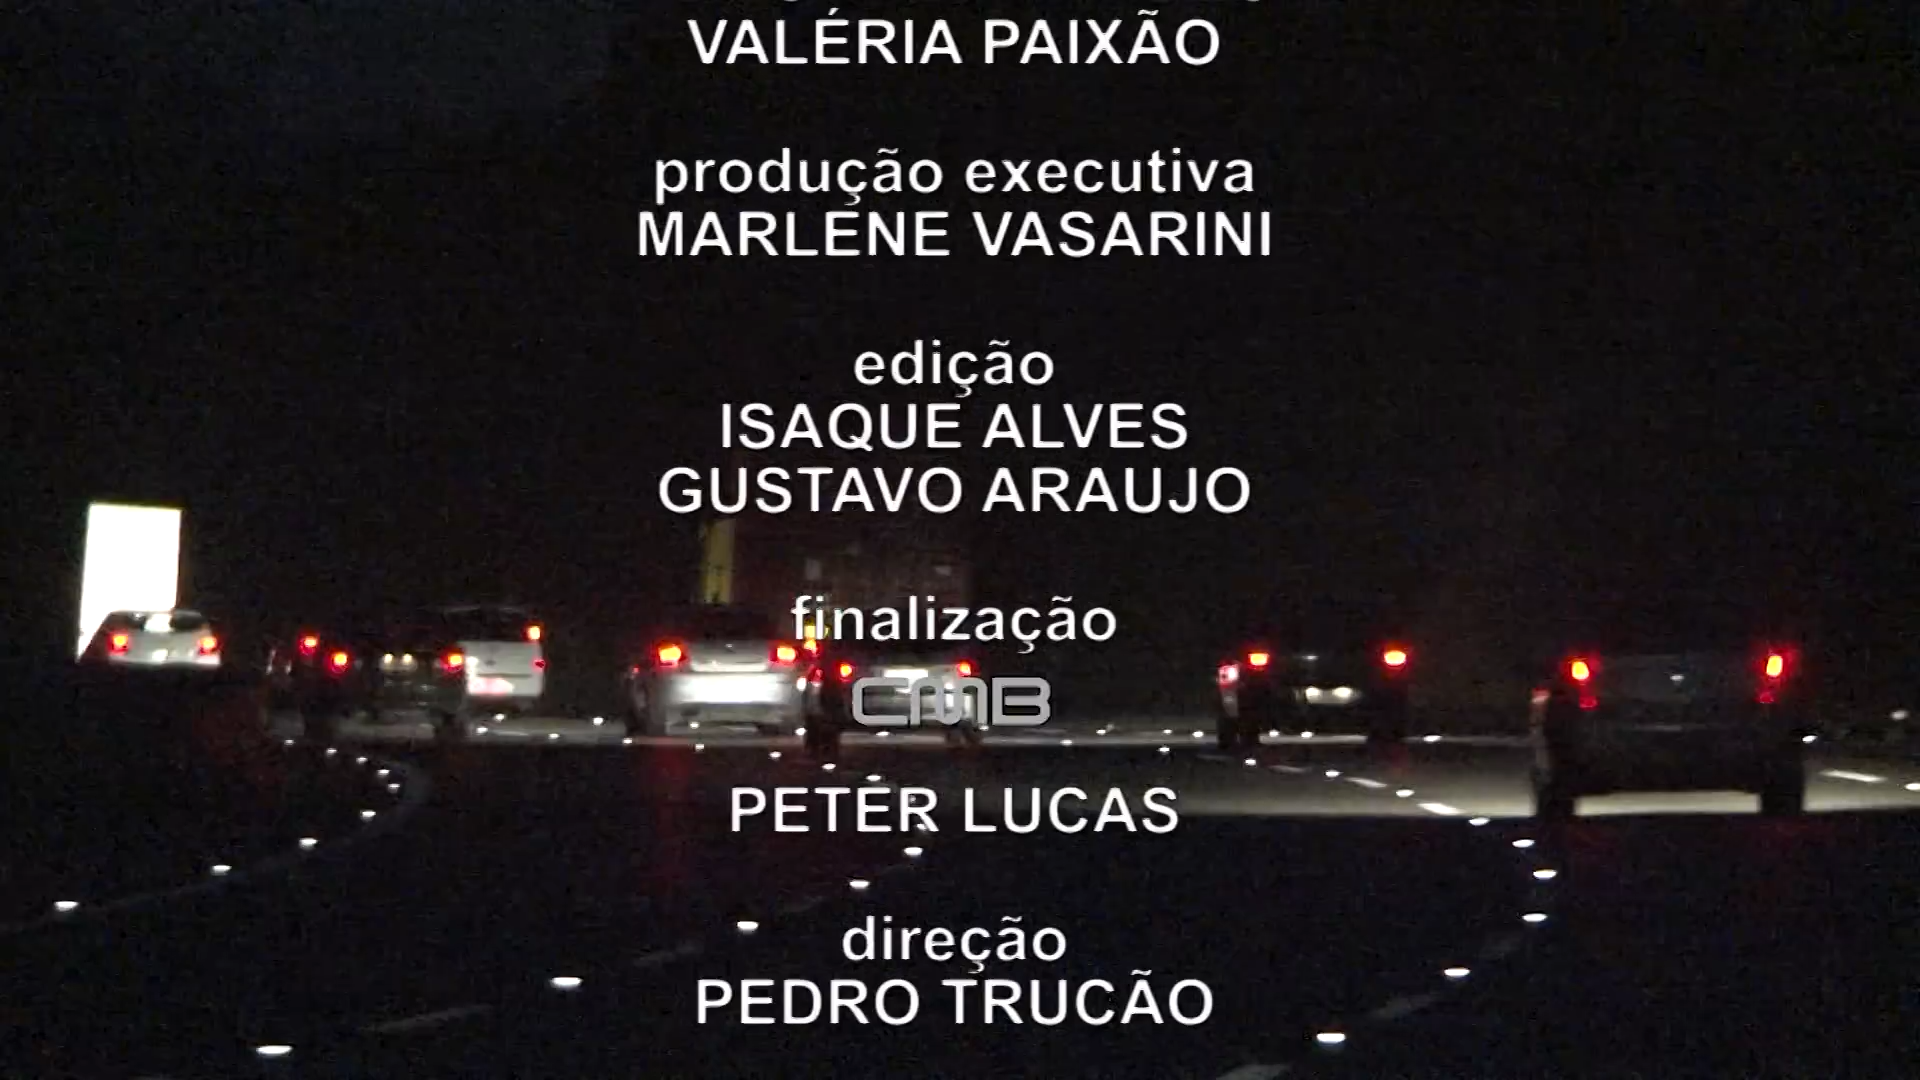 VALÉRIA PAIXÃO
produção executiva
MARLENE VASARINI
edição
ISAQUE ALVES
GUSTAVO ARAUJO
finalização
CMB
PETER LUCAS
direção
PEDRO TRUCÃO